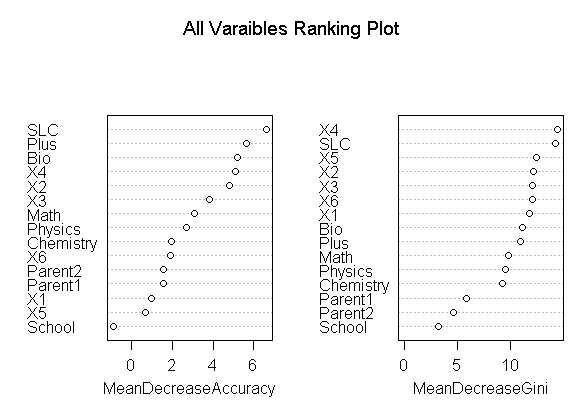 All Varaibles Ranking Plot
SLC
Plus
Bio
X4
X2
X3
Math
Physics
Chemistry
X6
Parent2
Parent1
X1
X5
School
0 2 4 6
MeanDecreaseAccuracy
X4
SLC
X5
X2
X3
X6
X1
Bio
Plus
Math
Physics
Chemistry
Parent1
Parent2
School
0 5 10
MeanDecreaseGini